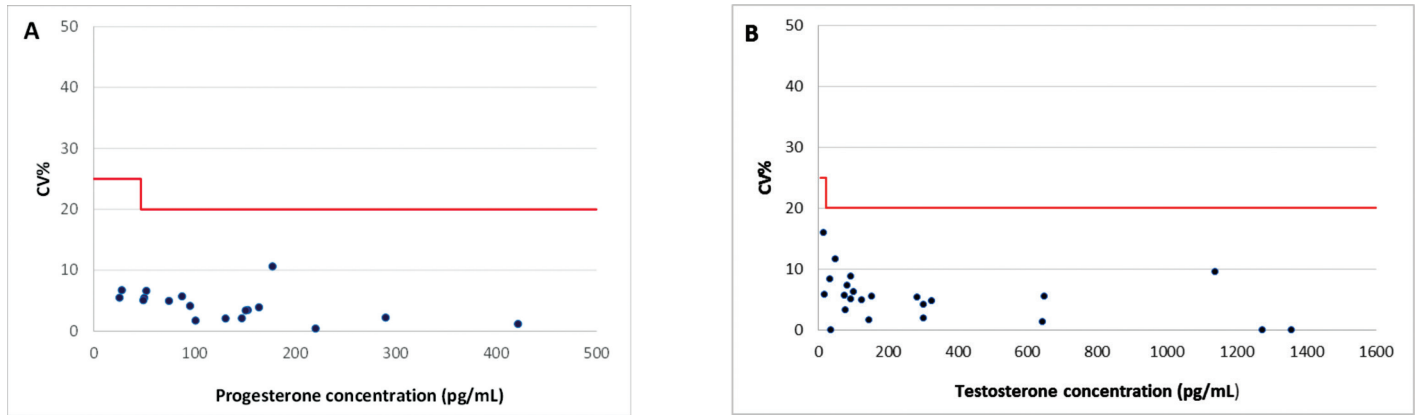 A
50
40
30
20
10
0
CV%
0 100 200 300 400 500
Progesterone concentration (pg/mL)
B
50
40
30
20
10
0
CV%
0 200 400 600 800 1000 1200 1400 1600
Testosterone concentration (pg/mL)